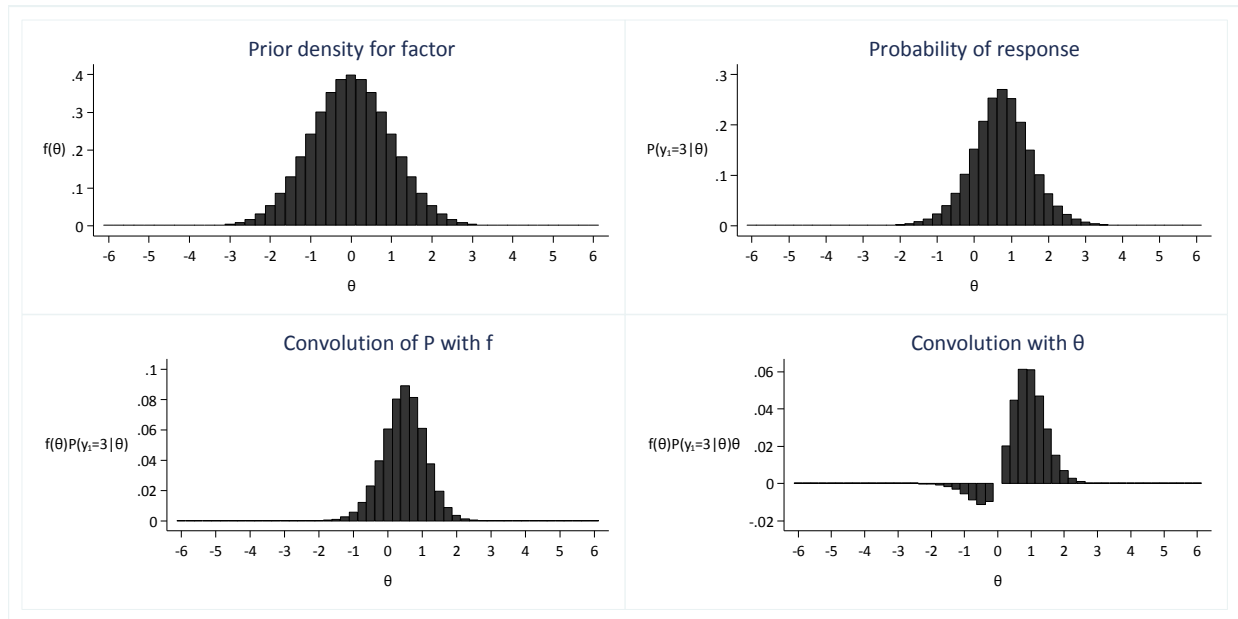 Prior density for factor
.4
.3
f(θ) .2
.1
0
-6 -5 -4 -3 -2 -1 0 1 2 3 4 5 6
θ
Probability of response
.3
.2
P(y₁=3|θ)
.1
0
-6 -5 -4 -3 -2 -1 0 1 2 3 4 5 6
θ
Convolution of P with f
.1
.08
.06
f(θ)P(y₁=3|θ)
.04
.02
0
-6 -5 -4 -3 -2 -1 0 1 2 3 4 5 6
θ
Convolution with θ
.06
.04
f(θ)P(y₁=3|θ)θ .02
0
-.02
-6 -5 -4 -3 -2 -1 0 1 2 3 4 5 6
θ